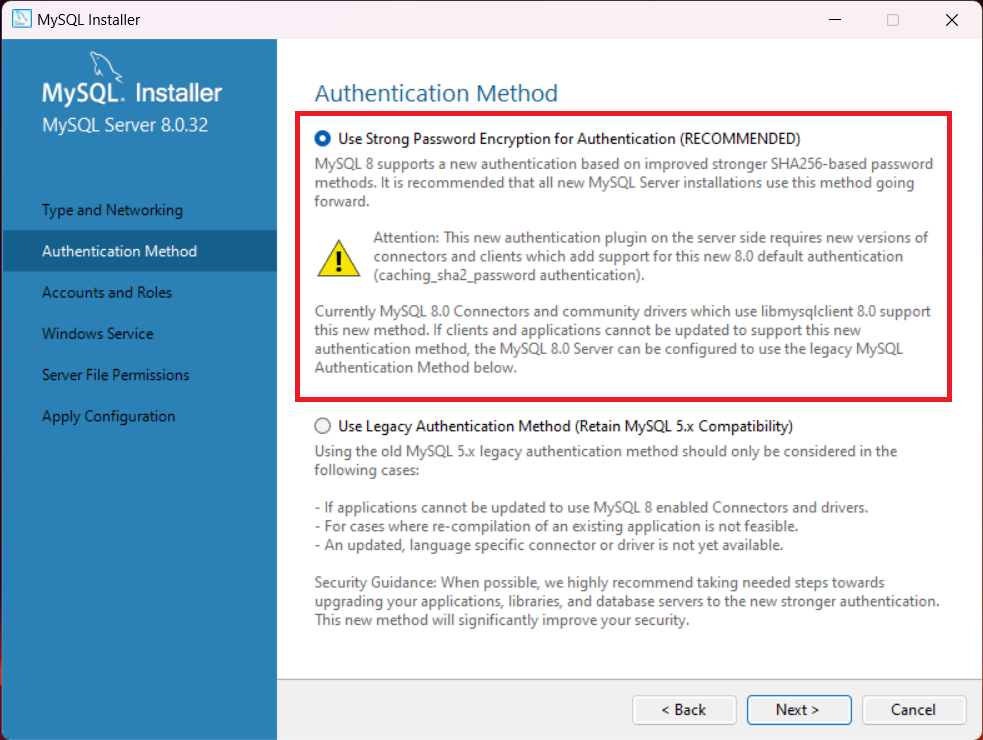 MySQL Installer
MySQL. Installer
MySQL Server 8.0.32
Type and Networking
Authentication Method
Accounts and Roles
Windows Service
Server File Permissions
Apply Configuration
Authentication Method
Use Strong Password Encryption for Authentication (RECOMMENDED)
MySQL 8 supports a new authentication based on improved stronger SHA256-based password
methods. It is recommended that all new MySQL Server installations use this method going
forward.
Attention: This new authentication plugin on the server side requires new versions of
connectors and clients which add support for this new 8.0 default authentication
(caching_sha2_password authentication).
Currently MySQL 8.0 Connectors and community drivers which use libmysqlclient 8.0 support
this new method. If clients and applications cannot be updated to support this new
authentication method, the MySQL 8.0 Server can be configured to use the legacy MySQL
Authentication Method below.
Use Legacy Authentication Method (Retain MySQL 5.x Compatibility)
Using the old MySQL 5.x legacy authentication method should only be considered in the
following cases:
- If applications cannot be updated to use MySQL 8 enabled Connectors and drivers.
- For cases where re-compilation of an existing application is not feasible.
- An updated, language specific connector or driver is not yet available.
Security Guidance: When possible, we highly recommend taking needed steps towards
upgrading your applications, libraries, and database servers to the new stronger authentication.
This new method will significantly improve your security.
< Back
Next >
Cancel